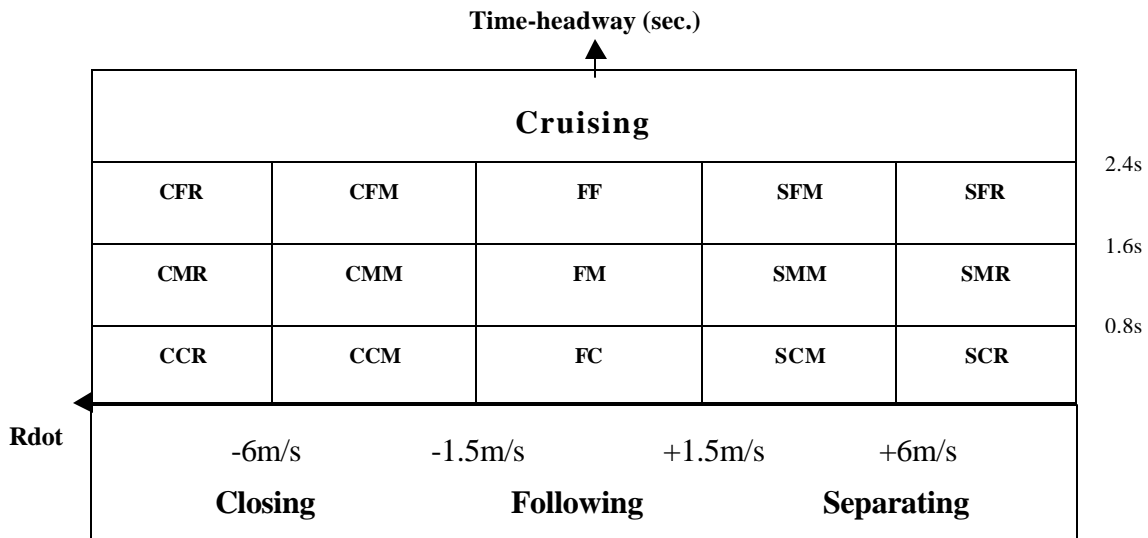 Time-headway (sec.)
Cruising
2.4s
CFR CFM FF SFM SFR
1.6s
CMR CMM FM SMM SMR
0.8s
CCR CCM FC SCM SCR
Rdot
-6m/s -1.5m/s +1.5m/s +6m/s
Closing Following Separating